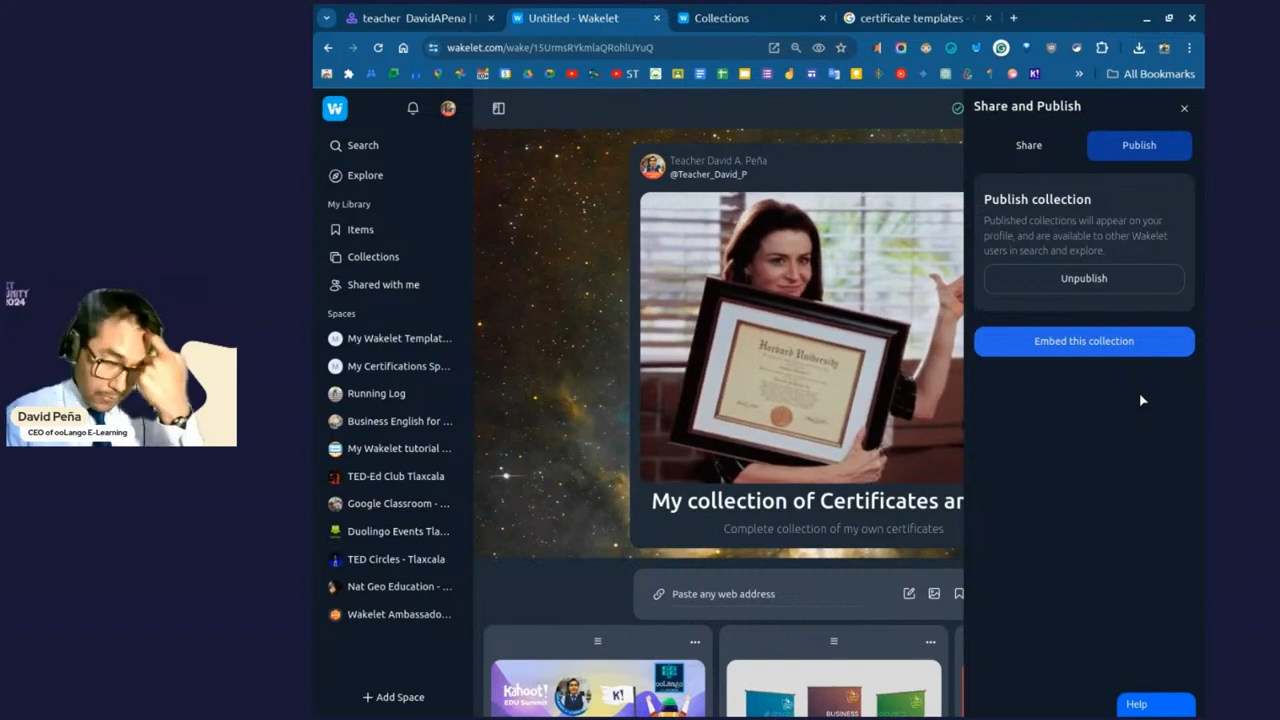 teacher DavidAPena |
Untitled - Wakelet
Collections
certificate templates -
wakelet.com/wake/15UrmsRYkmlaQRohlUYuQ
ST
All Bookmarks
W
Search
Explore
My Library
Items
Collections
Shared with me
Spaces
My Wakelet Templat...
My Certifications Sp...
Running Log
Business English for ...
My Wakelet tutorial ...
TED-Ed Club Tlaxcala
Google Classroom - ...
Duolingo Events Tla...
TED Circles - Tlaxcala
Nat Geo Education - ...
Wakelet Ambassado...
+ Add Space
Teacher David A. Peña
@Teacher_David_P
Harvard University
My collection of Certificates an
Complete collection of my own certificates
Paste any web address
Kahoot!
EDU Summit
K!
ooLango
BUSINESS
Share and Publish
Share
Publish
Publish collection
Published collections will appear on your
profile, and are available to other Wakelet
users in search and explore.
Unpublish
Embed this collection
Help
2024
David Peña
CEO of ooLango E-Learning